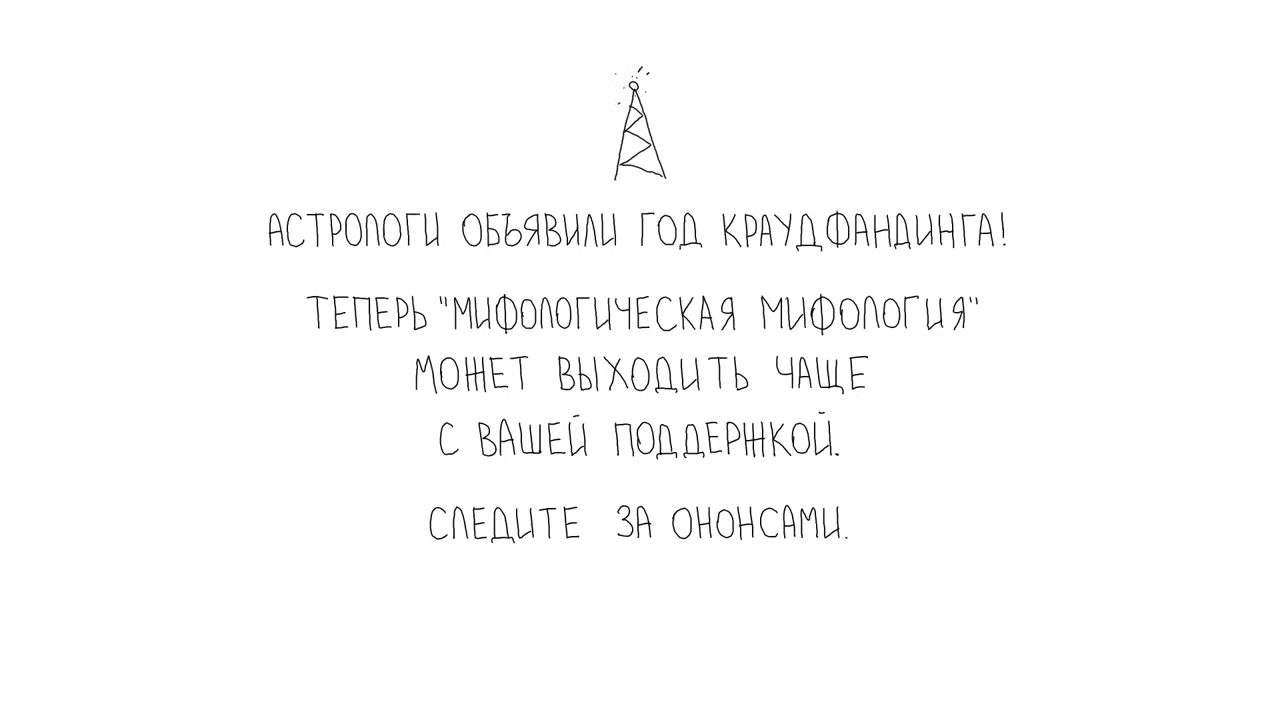 АСТРОЛОГИ ОБЪЯВИЛИ ГОД КРАУДФАНДИНГА!
ТЕПЕРЬ "МИФОЛОГИЧЕСКАЯ МИФОЛОГИЯ"
МОЖЕТ ВЫХОДИТЬ ЧАЩЕ
С ВАШЕЙ ПОДДЕРЖКОЙ.
СЛЕДИТЕ ЗА ОНОНСАМИ.